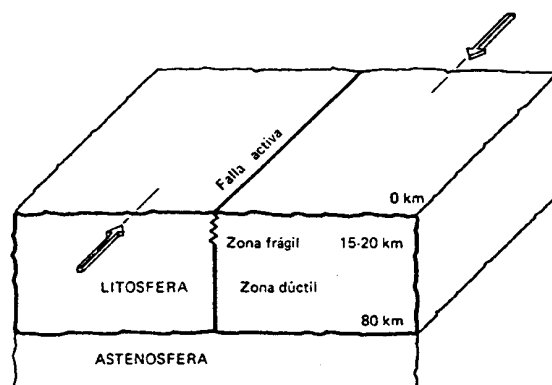 Falla activa
0 km
Zona frágil 15-20 km
LITOSFERA Zona dúctil
80 km
ASTENOSFERA